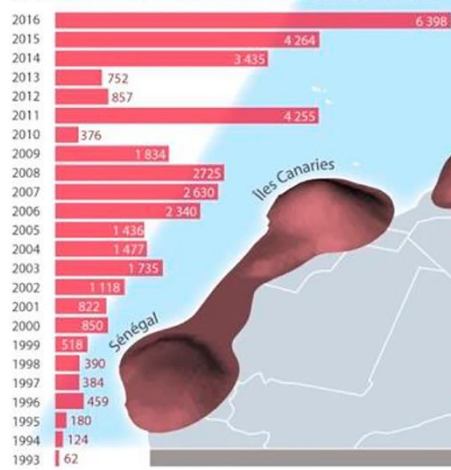 2016 6 398
2015 4 264
2014 3 435
2013 752
2012 857
2011 4 255
2010 376
2009 1 834
2008 2725
2007 2 630
2006 2 340
2005 1 436
2004 1 477
2003 1 735
2002 1 118
2001 822
2000 850
1999 518
1998 390
1997 384
1996 459
1995 180
1994 124
1993 62
Îles Canaries
Sénégal